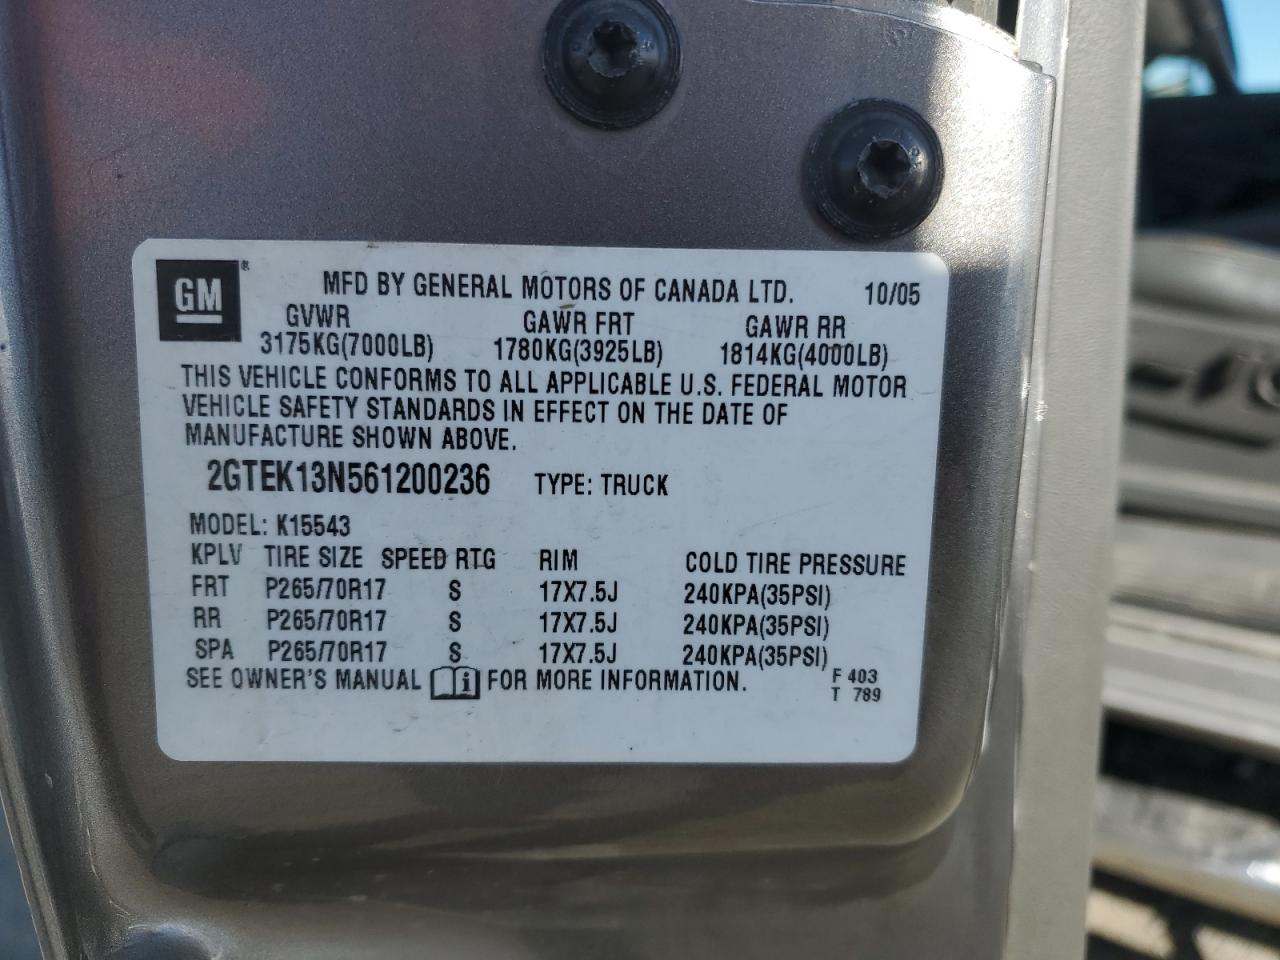 GM ®
MFD BY GENERAL MOTORS OF CANADA LTD. 10/05
GVWR GAWR FRT GAWR RR
3175KG(7000LB) 1780KG(3925LB) 1814KG(4000LB)
THIS VEHICLE CONFORMS TO ALL APPLICABLE U.S. FEDERAL MOTOR
VEHICLE SAFETY STANDARDS IN EFFECT ON THE DATE OF
MANUFACTURE SHOWN ABOVE.
2GTEK13N561200236 TYPE: TRUCK
MODEL: K15543
KPLV TIRE SIZE SPEED RTG RIM COLD TIRE PRESSURE
FRT P265/70R17 S 17X7.5J 240KPA(35PSI)
RR P265/70R17 S 17X7.5J 240KPA(35PSI)
SPA P265/70R17 S 17X7.5J 240KPA(35PSI)
SEE OWNER'S MANUAL i FOR MORE INFORMATION.
F 403
T 789